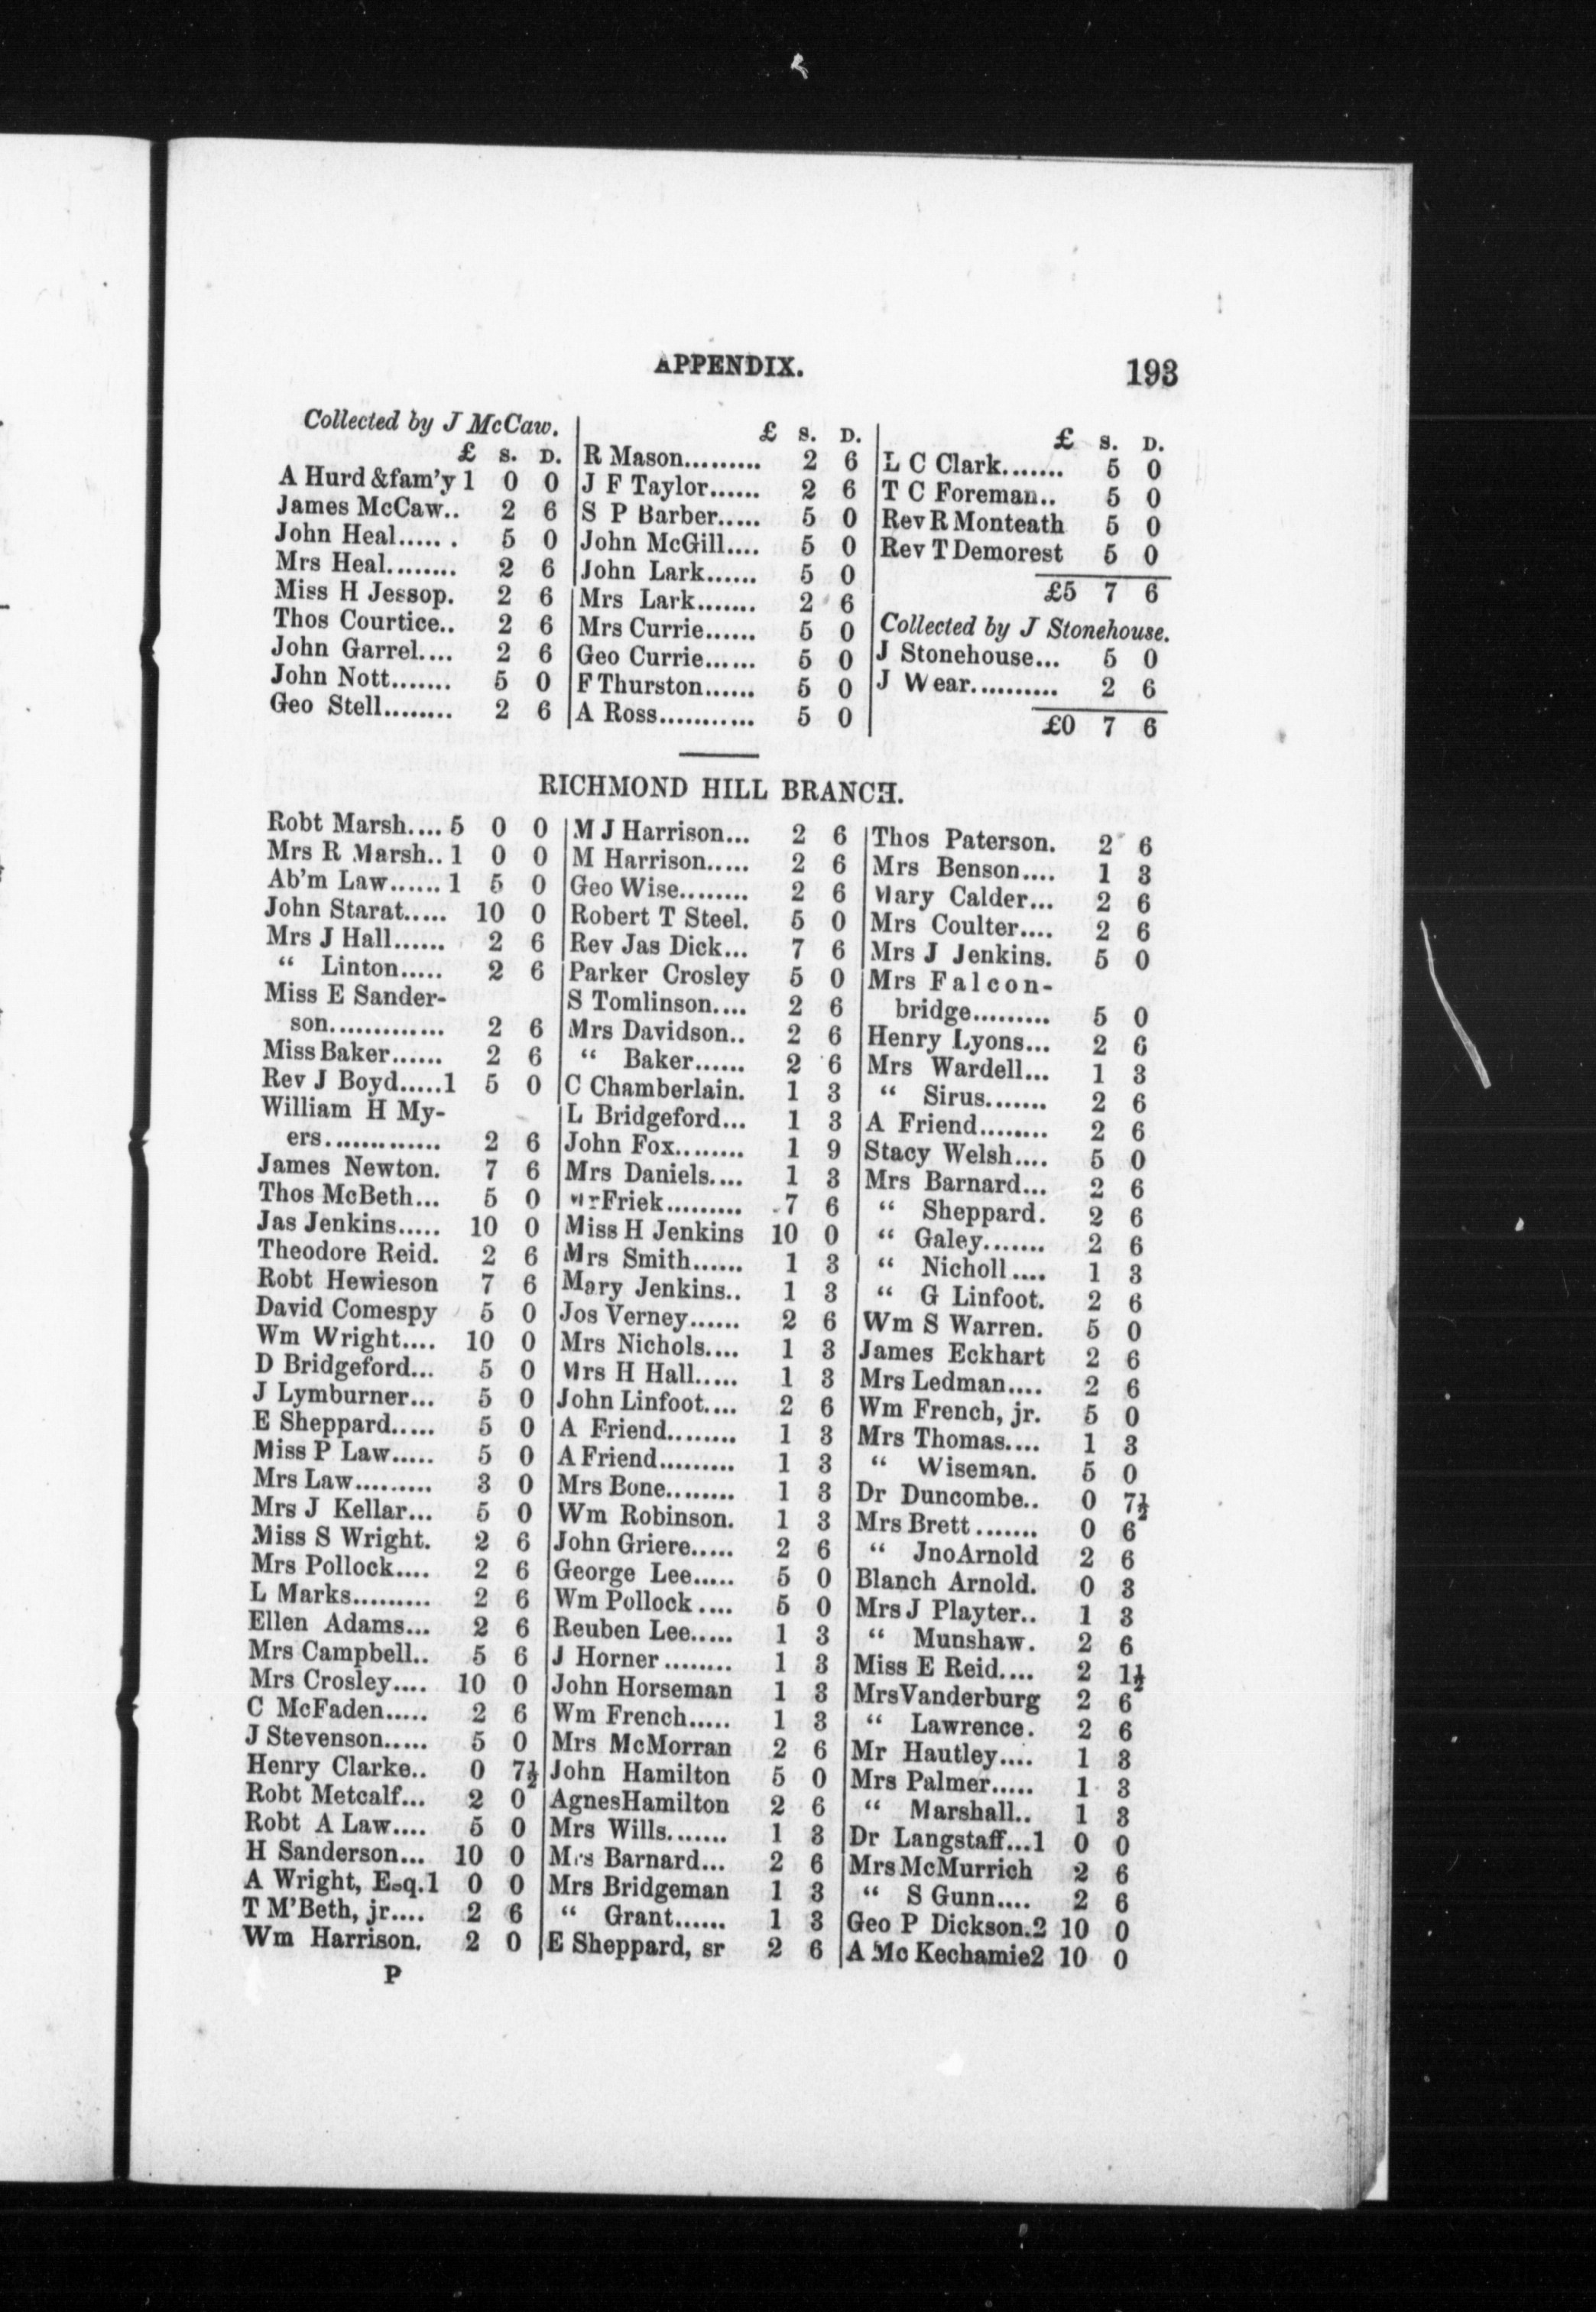 APPENDIX. 193
Collected by J McCaw.
£ S. D.
A Hurd &fam'y 1 0 0
James McCaw.. 2 6
John Heal...... 5 0
Mrs Heal........ 2 6
Miss H Jessop. 2 6
Thos Courtice.. 2 6
John Garrel.... 2 6
John Nott....... 5 0
Geo Stell........ 2 6
£ S. D.
R Mason......... 2 6
J F Taylor...... 2 6
S P Barber..... 5 0
John McGill.... 5 0
John Lark...... 5 0
Mrs Lark....... 2 6
Mrs Currie...... 5 0
Geo Currie...... 5 0
F Thurston...... 5 0
A Ross........... 5 0
£ S. D.
L C Clark....... 5 0
T C Foreman.. 5 0
Rev R Monteath 5 0
Rev T Demorest 5 0
£5 7 6
Collected by J Stonehouse.
J Stonehouse... 5 0
J Wear.......... 2 6
£0 7 6
RICHMOND HILL BRANCH.
Robt Marsh.... 5 0 0
Mrs R Marsh.. 1 0 0
Ab'm Law...... 1 5 0
John Starat..... 10 0
Mrs J Hall...... 2 6
“ Linton..... 2 6
Miss E Sander-
son............. 2 6
Miss Baker...... 2 6
Rev J Boyd.....1 5 0
William H My-
ers............. 2 6
James Newton. 7 6
Thos McBeth... 5 0
Jas Jenkins..... 10 0
Theodore Reid. 2 6
Robt Hewieson 7 6
David Comespy 5 0
Wm Wright.... 10 0
D Bridgeford... 5 0
J Lymburner... 5 0
E Sheppard..... 5 0
Miss P Law..... 5 0
Mrs Law......... 3 0
Mrs J Kellar... 5 0
Miss S Wright. 2 6
Mrs Pollock.... 2 6
L Marks......... 2 6
Ellen Adams... 2 6
Mrs Campbell.. 5 6
Mrs Crosley.... 10 0
C McFaden..... 2 6
J Stevenson..... 5 0
Henry Clarke.. 0 7½
Robt Metcalf... 2 0
Robt A Law.... 5 0
H Sanderson... 10 0
A Wright, Esq.1 0 0
T M'Beth, jr.... 2 6
Wm Harrison. 2 0
M J Harrison... 2 6
M Harrison..... 2 6
Geo Wise........ 2 6
Robert T Steel. 5 0
Rev Jas Dick... 7 6
Parker Crosley 5 0
S Tomlinson.... 2 6
Mrs Davidson.. 2 6
“ Baker...... 2 6
C Chamberlain. 1 3
L Bridgeford... 1 3
John Fox........ 1 9
Mrs Daniels.... 1 3
Mr Friek......... 7 6
Miss H Jenkins 10 0
Mrs Smith...... 1 3
Mary Jenkins.. 1 3
Jos Verney...... 2 6
Mrs Nichols.... 1 3
Mrs H Hall..... 1 3
John Linfoot.... 2 6
A Friend........ 1 3
A Friend......... 1 3
Mrs Bone........ 1 3
Wm Robinson. 1 3
John Griere..... 2 6
George Lee..... 5 0
Wm Pollock .... 5 0
Reuben Lee..... 1 3
J Horner ........ 1 3
John Horseman 1 3
Wm French..... 1 3
Mrs McMorran 2 6
John Hamilton 5 0
Agnes Hamilton 2 6
Mrs Wills....... 1 3
Mrs Barnard... 2 6
Mrs Bridgeman 1 3
“ Grant...... 1 3
E Sheppard, sr 2 6
Thos Paterson. 2 6
Mrs Benson.... 1 3
Mary Calder... 2 6
Mrs Coulter.... 2 6
Mrs J Jenkins. 5 0
Mrs Falcon-
bridge......... 5 0
Henry Lyons... 2 6
Mrs Wardell... 1 3
“ Sirus....... 2 6
A Friend........ 2 6
Stacy Welsh.... 5 0
Mrs Barnard... 2 6
“ Sheppard. 2 6
“ Galey....... 2 6
“ Nicholl.... 1 3
“ G Linfoot. 2 6
Wm S Warren. 5 0
James Eckhart 2 6
Mrs Ledman.... 2 6
Wm French, jr. 5 0
Mrs Thomas.... 1 3
“ Wiseman. 5 0
Dr Duncombe.. 0 7½
Mrs Brett ....... 0 6
“ Jno Arnold 2 6
Blanch Arnold. 0 3
Mrs J Playter.. 1 3
“ Munshaw. 2 6
Miss E Reid.... 2 1½
Mrs Vanderburg 2 6
“ Lawrence. 2 6
Mr Hautley.... 1 3
Mrs Palmer..... 1 3
“ Marshall.. 1 3
Dr Langstaff...1 0 0
Mrs McMurrich 2 6
“ S Gunn.... 2 6
Geo P Dickson.2 10 0
A Mc Kechamie2 10 0
P